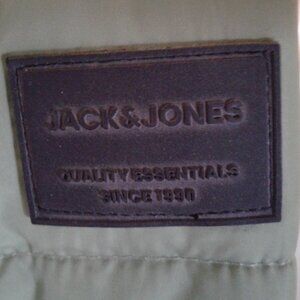 JACK&JONES
QUALITY ESSENTIALS
SINCE 1990